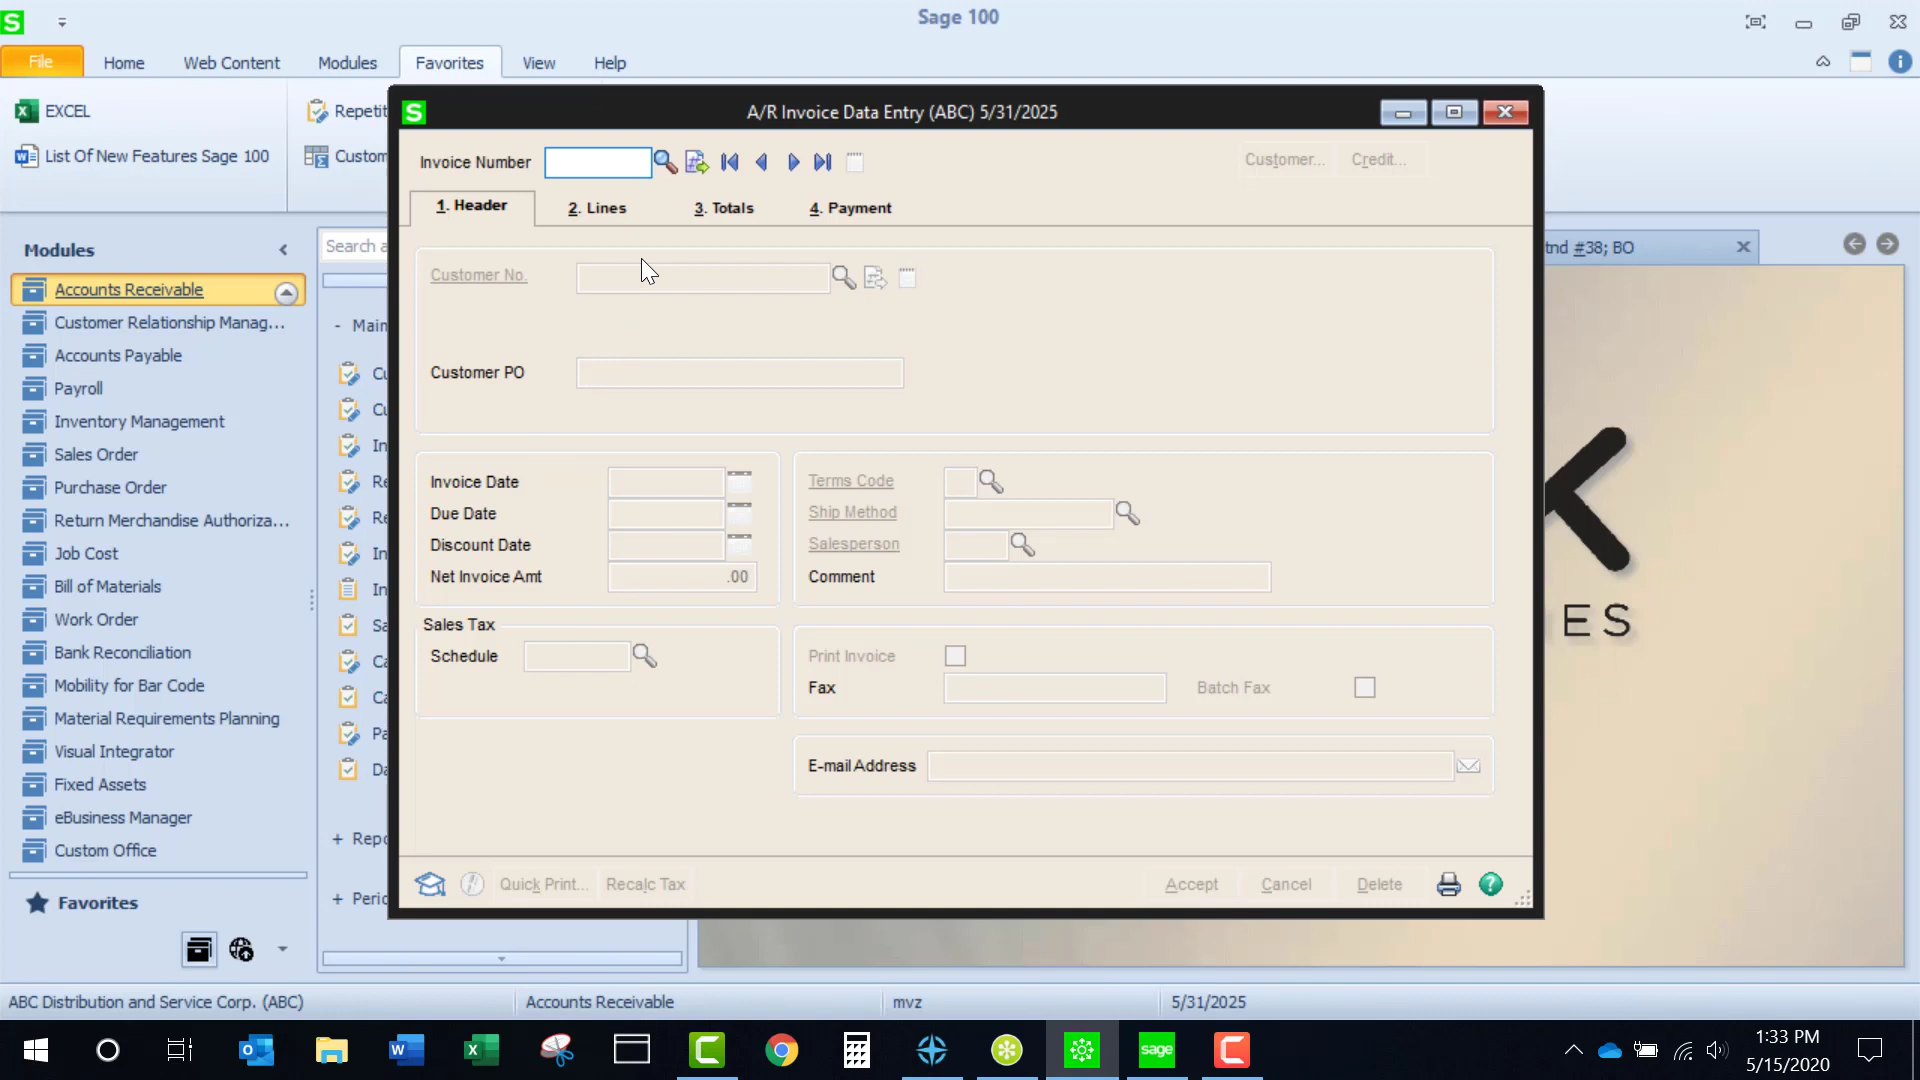 Sage 100
File
Home
Web Content
Modules
Favorites
View
Help
EXCEL
List Of New Features Sage 100
A/R Invoice Data Entry (ABC) 5/31/2025
Invoice Number
Customer...
Credit...
1. Header
2. Lines
3. Totals
4. Payment
Customer No.
Customer PO
Invoice Date
Due Date
Discount Date
Net Invoice Amt
.00
Terms Code
Ship Method
Salesperson
Comment
Sales Tax
Schedule
Print Invoice
Fax
Batch Fax
E-mail Address
Quick Print...
Recalc Tax
Accept
Cancel
Delete
#38; BO
Modules
Accounts Receivable
Customer Relationship Manag...
Accounts Payable
Payroll
Inventory Management
Sales Order
Purchase Order
Return Merchandise Authoriza...
Job Cost
Bill of Materials
Work Order
Bank Reconciliation
Mobility for Bar Code
Material Requirements Planning
Visual Integrator
Fixed Assets
eBusiness Manager
Custom Office
Favorites
Search
K
ES
ABC Distribution and Service Corp. (ABC)
Accounts Receivable
mvz
5/31/2025
sage
1:33 PM
5/15/2020